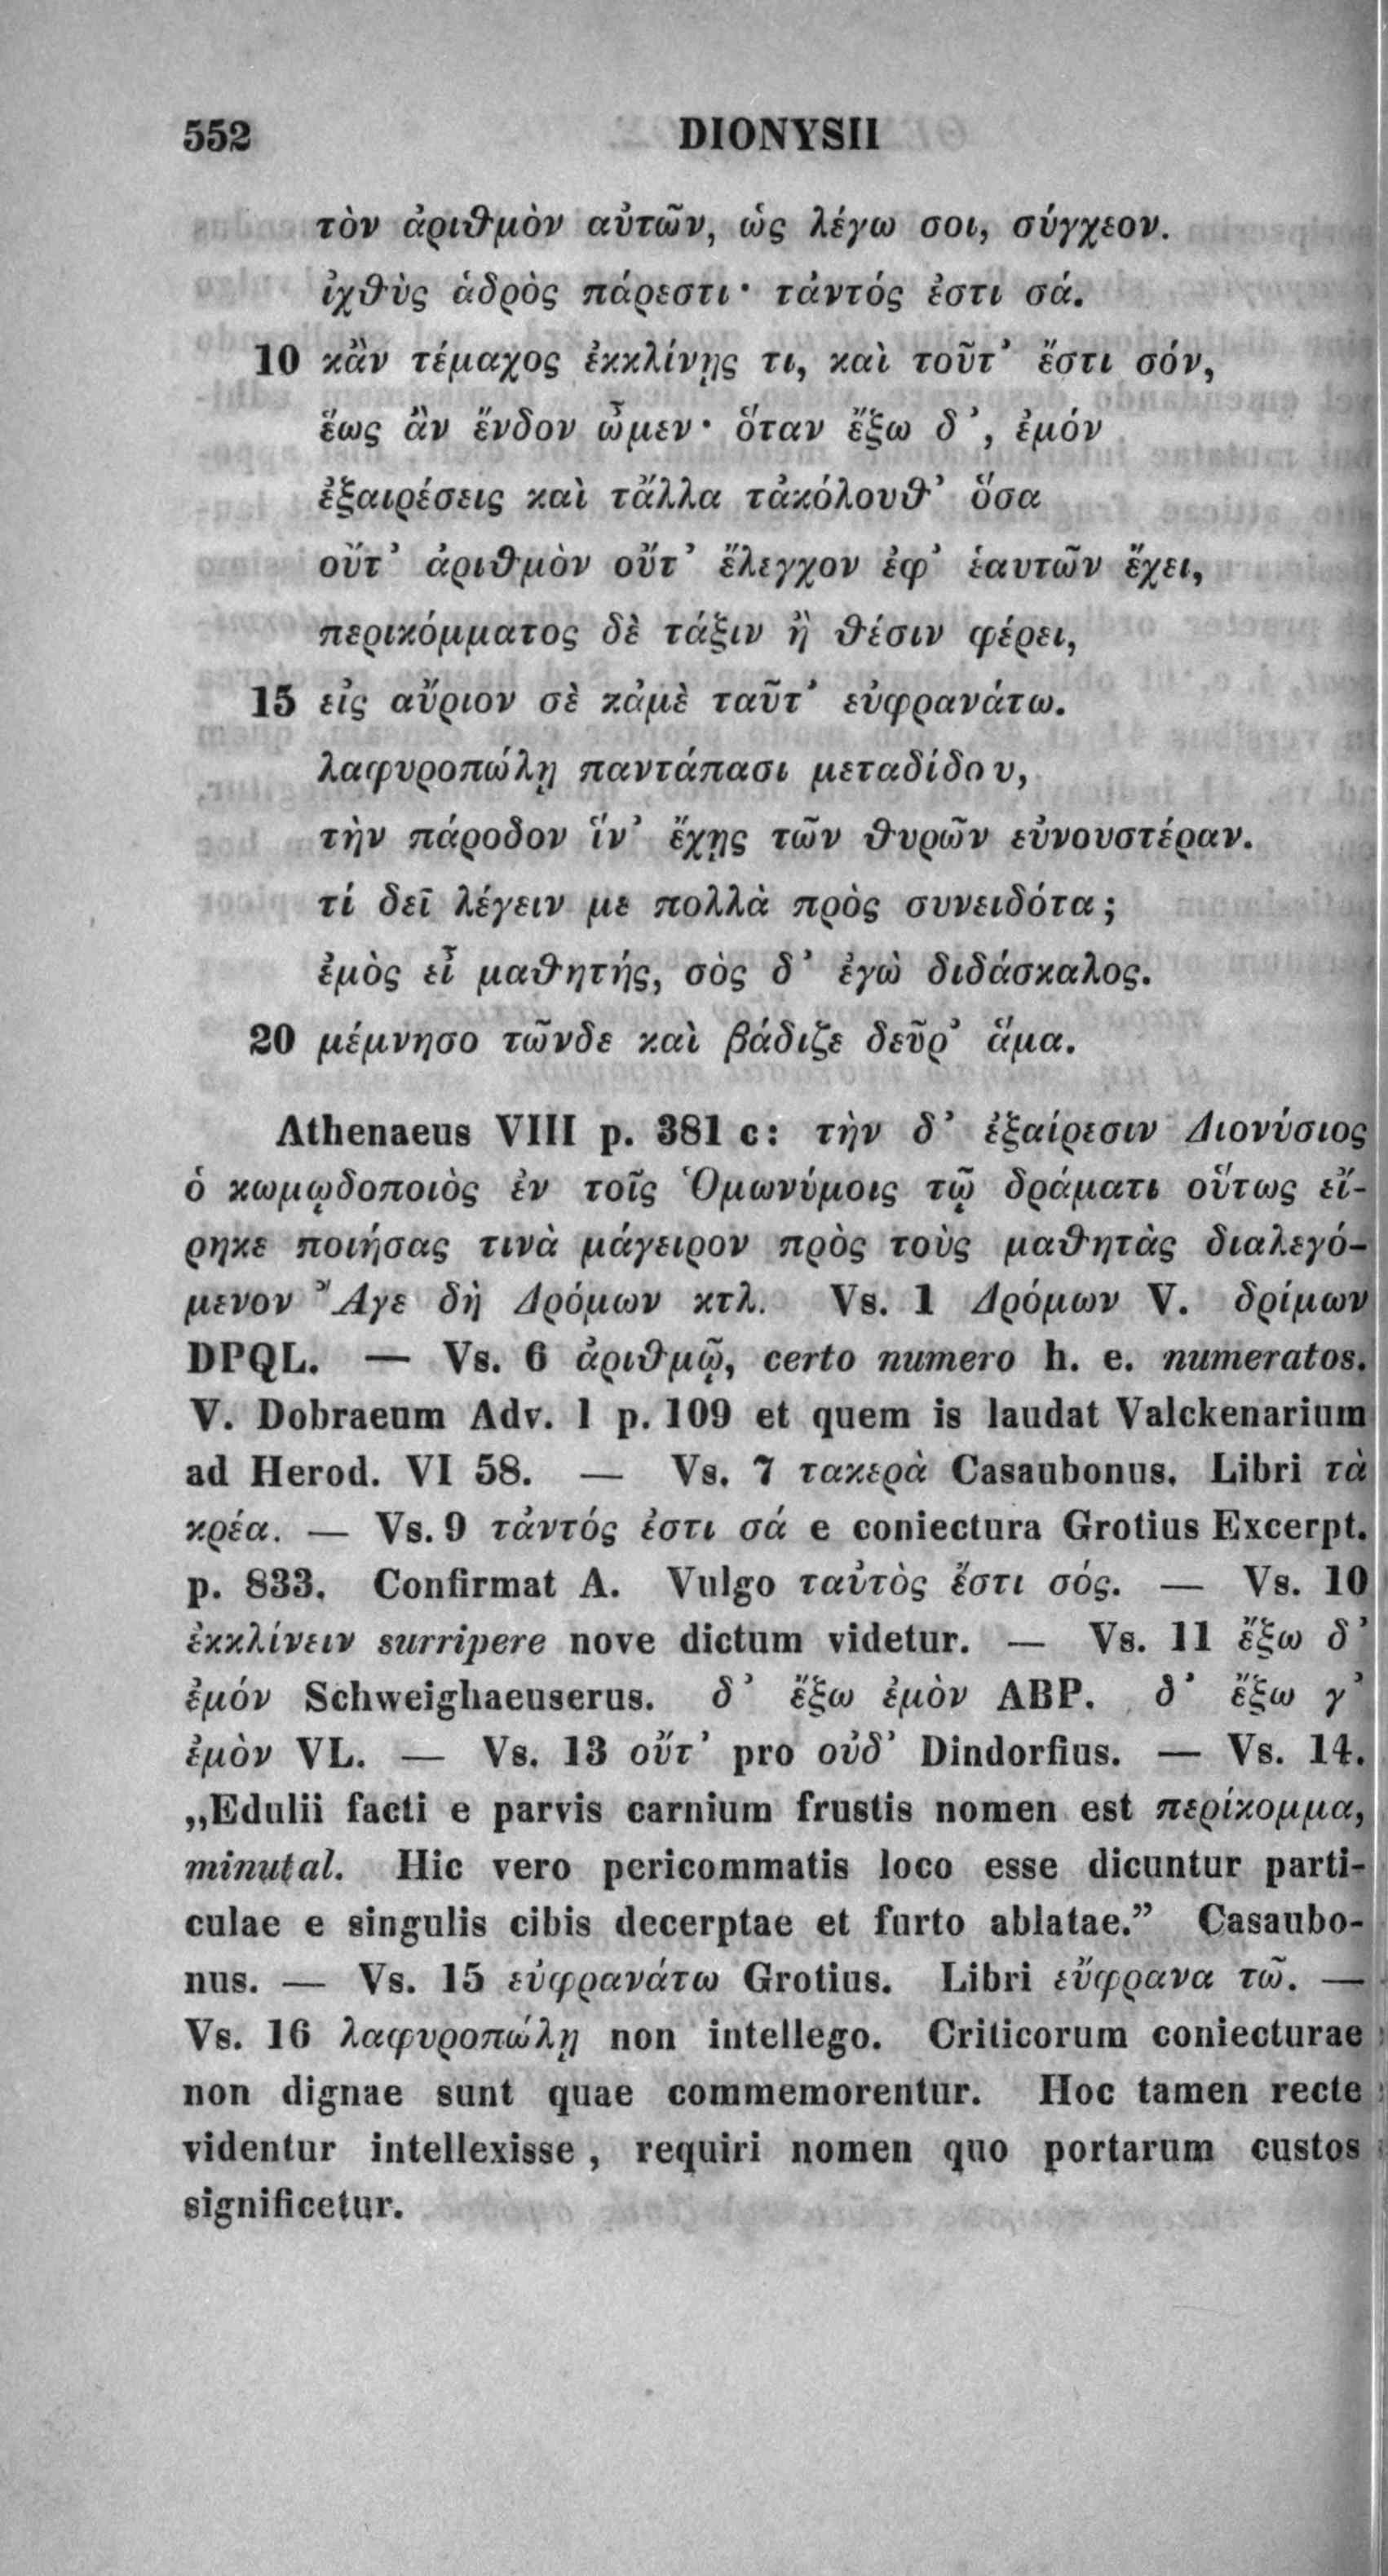 552 DIONYSII
τὸν ἀριϑμὸν αὐτῶν, ὡς λέγω σοι, σύγχεον.
ἰχϑὺς ἁδρὸς πάρεστι· τἀντός ἐστι σά.
10 κἂν τέμαχος ἐκκλίνῃς τι, καὶ τοῦτ’ ἔστι σόν,
ἕως ἂν ἔνδον ὦμεν· ὅταν ἔξω δ’, ἐμόν
ἐξαιρέσεις καὶ τἄλλα τἀκόλουϑ’ ὅσα
οὔτ’ ἀριϑμὸν οὔτ’ ἔλεγχον ἐφ’ ἑαυτῶν ἔχει,
περικόμματος δὲ τάξιν ἢ ϑέσιν φέρει,
15 εἰς αὔριον σὲ κἀμὲ ταῦτ’ εὐφρανάτω.
λαφυροπώλῃ παντάπασι μεταδίδου,
τὴν πάροδον ἵν’ ἔχῃς τῶν ϑυρῶν εὐνουστέραν.
τί δεῖ λέγειν με πολλὰ πρὸς συνειδότα;
ἐμὸς εἶ μαϑητής, σὸς δ’ ἐγὼ διδάσκαλος.
20 μέμνησο τῶνδε καὶ βάδιζε δεῦρ’ ἅμα.
Athenaeus VIII p. 381 c: τὴν δ’ ἐξαίρεσιν Διονύσιος
ὁ κωμῳδοποιὸς ἐν τοῖς Ὁμωνύμοις τῷ δράματι οὕτως εἴ-
ρηκε ποιήσας τινὰ μάγειρον πρὸς τοὺς μαϑητὰς διαλεγό-
μενον Ἄγε δὴ Δρόμων κτλ. Vs. 1 Δρόμων V. δρίμων
DPQL. — Vs. 6 ἀριϑμῷ, certo numero h. e. numeratos.
V. Dobraeum Adv. 1 p. 109 et quem is laudat Valckenarium
ad Herod. VI 58. — Vs. 7 τακερὰ Casaubonus. Libri τὰ
κρέα. — Vs. 9 τἀντός ἐστι σά e coniectura Grotius Excerpt.
p. 833. Confirmat A. Vulgo ταὐτὸς ἔστι σός. — Vs. 10
ἐκκλίνειν surripere nove dictum videtur. — Vs. 11 ἔξω δ’
ἐμόν Schweighaeuserus. δ’ ἔξω ἐμὸν ABP. δ’ ἔξω γ’
ἐμὸν VL. — Vs. 13 οὔτ’ pro οὐδ’ Dindorfius. — Vs. 14.
„Edulii facti e parvis carnium frustis nomen est περίκομμα,
minutal. Hic vero pericommatis loco esse dicuntur parti-
culae e singulis cibis decerptae et furto ablatae.” Casaubo-
nus. — Vs. 15 εὐφρανάτω Grotius. Libri εὔφρανα τῶ. —
Vs. 16 λαφυροπώλῃ non intellego. Criticorum coniecturae
non dignae sunt quae commemorentur. Hoc tamen recte
videntur intellexisse, requiri nomen quo portarum custos
significetur.